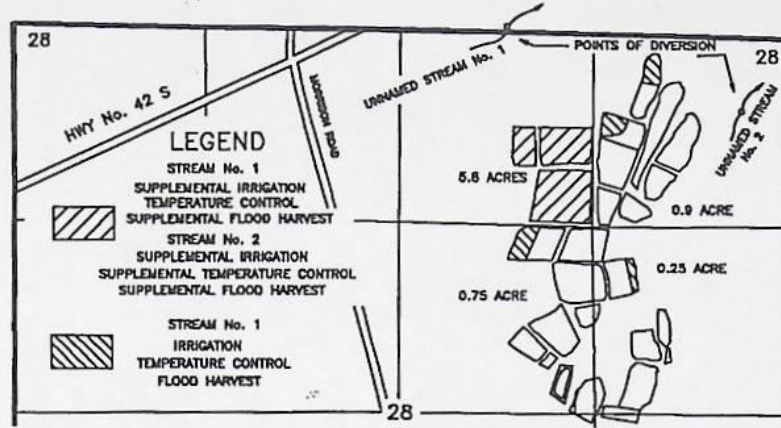 28
28
POINTS OF DIVERSION
HWY No. 42 S
MORRISON ROAD
UNNAMED STREAM No. 1
UNNAMED STREAM
No. 2
LEGEND
STREAM No. 1
SUPPLEMENTAL IRRIGATION
TEMPERATURE CONTROL
SUPPLEMENTAL FLOOD HARVEST
STREAM No. 2
SUPPLEMENTAL IRRIGATION
SUPPLEMENTAL TEMPERATURE CONTROL
SUPPLEMENTAL FLOOD HARVEST
STREAM No. 1
IRRIGATION
TEMPERATURE CONTROL
FLOOD HARVEST
5.6 ACRES
0.9 ACRE
0.25 ACRE
0.75 ACRE
28